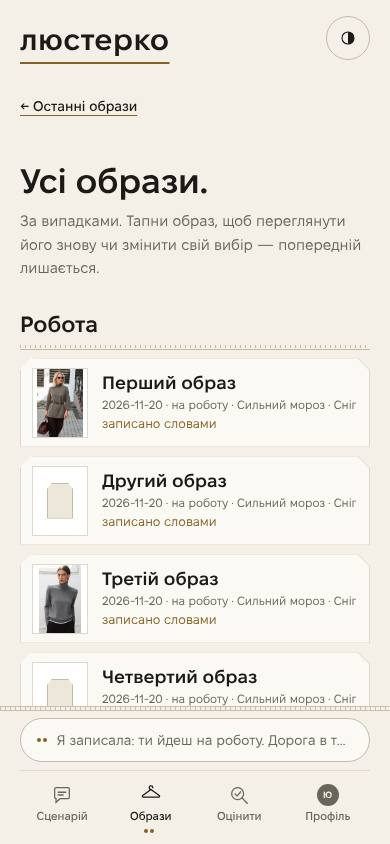 люстерко
← Останні образи
Усі образи.
За випадками. Тапни образ, щоб переглянути
його знову чи змінити свій вибір — попередній
лишається.
Робота
Перший образ
2026-11-20 · на роботу · Сильний мороз · Сніг
записано словами
Другий образ
2026-11-20 · на роботу · Сильний мороз · Сніг
записано словами
Третій образ
2026-11-20 · на роботу · Сильний мороз · Сніг
записано словами
Четвертий образ
2026-11-20 · на роботу · Сильний мороз · Сніг
Я записала: ти йдеш на роботу. Дорога в т…
Сценарій
Образи
Оцінити
Ю
Профіль